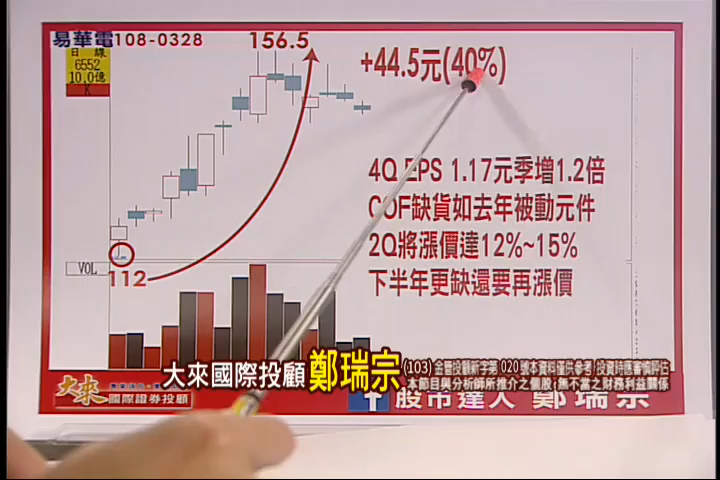 易華電108-0328
日 線
6552
10.0億
K
156.5
+44.5元(40%)
4Q EPS 1.17元季增1.2倍
COF缺貨如去年被動元件
2Q將漲價達12%~15%
下半年更缺還要再漲價
VOL
112
大來國際投顧 鄭瑞宗
(103)金管投顧新字第 020 號本資料僅供參考,投資時應審慎評估
本節目與分析師所推介之個股,無不當之財務利益關係
大來
國際證券投顧
股市達人 鄭瑞宗